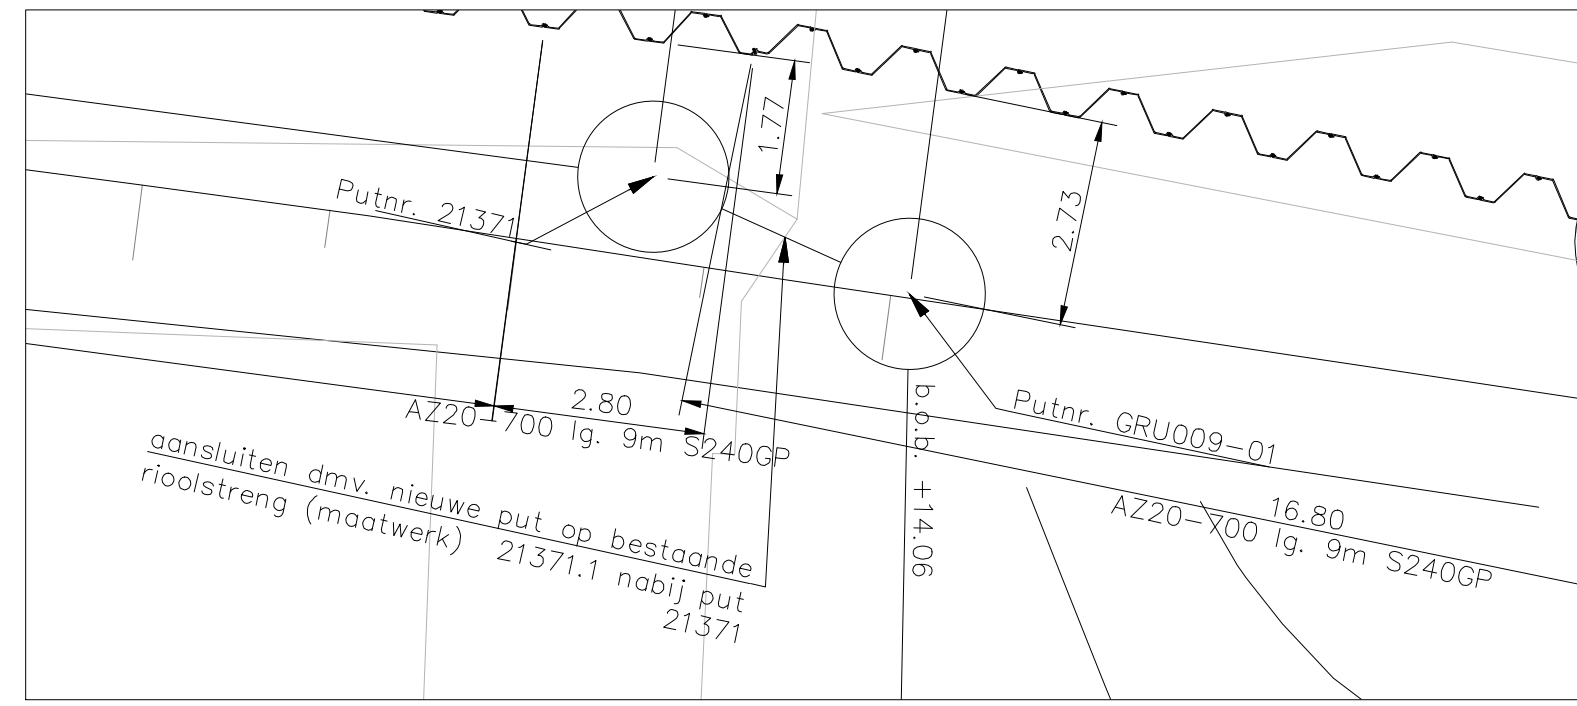 1.77
2.73
Putnr. 21371
2.80
AZ20-700 lg. 9m S240GP
Putnr. GRU009-01
b.o.b. +14.06
16.80
AZ20-700 lg. 9m S240GP
aansluiten dmv. nieuwe put op bestaande
rioolstreng (maatwerk) 21371.1 nabij put
21371